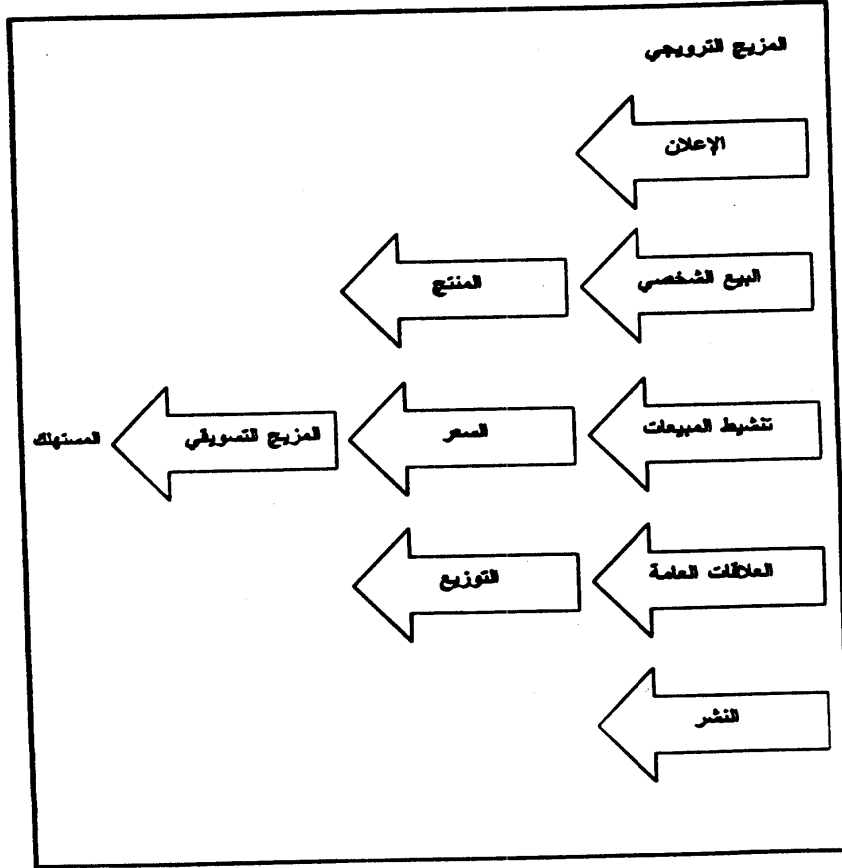 المزيج الترويجي
الإعلان
البيع الشخصي
المنتج
تنشيط المبيعات
السعر
المزيج التسويقي
المستهلك
العلاقات العامة
التوزيع
النشر